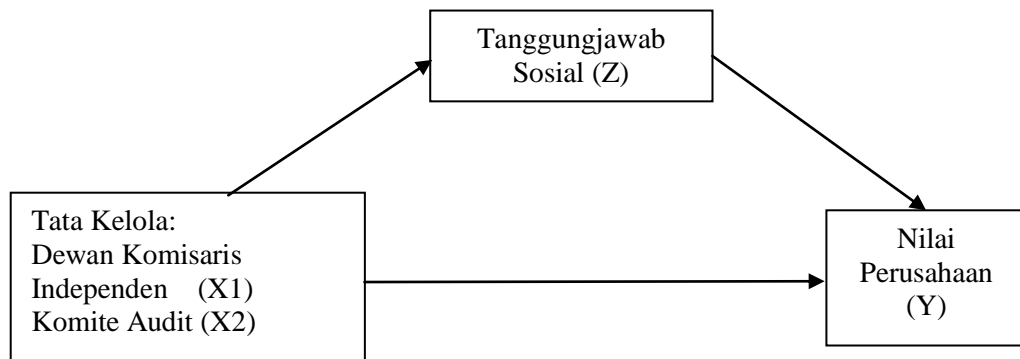 Tanggungjawab
Sosial (Z)
Tata Kelola:
Dewan Komisaris
Independen (X1)
Komite Audit (X2)
Nilai
Perusahaan
(Y)